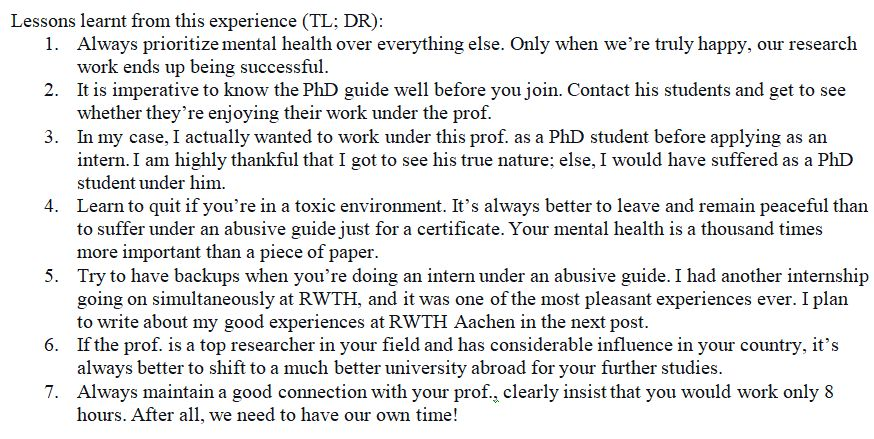 Lessons learnt from this experience (TL; DR):
1. Always prioritize mental health over everything else. Only when we're truly happy, our research
work ends up being successful.
2. It is imperative to know the PhD guide well before you join. Contact his students and get to see
whether they're enjoying their work under the prof.
3. In my case, I actually wanted to work under this prof. as a PhD student before applying as an
intern. I am highly thankful that I got to see his true nature; else, I would have suffered as a PhD
student under him.
4. Learn to quit if you're in a toxic environment. It's always better to leave and remain peaceful than
to suffer under an abusive guide just for a certificate. Your mental health is a thousand times
more important than a piece of paper.
5. Try to have backups when you're doing an intern under an abusive guide. I had another internship
going on simultaneously at RWTH, and it was one of the most pleasant experiences ever. I plan
to write about my good experiences at RWTH Aachen in the next post.
6. If the prof. is a top researcher in your field and has considerable influence in your country, it's
always better to shift to a much better university abroad for your further studies.
7. Always maintain a good connection with your prof., clearly insist that you would work only 8
hours. After all, we need to have our own time!